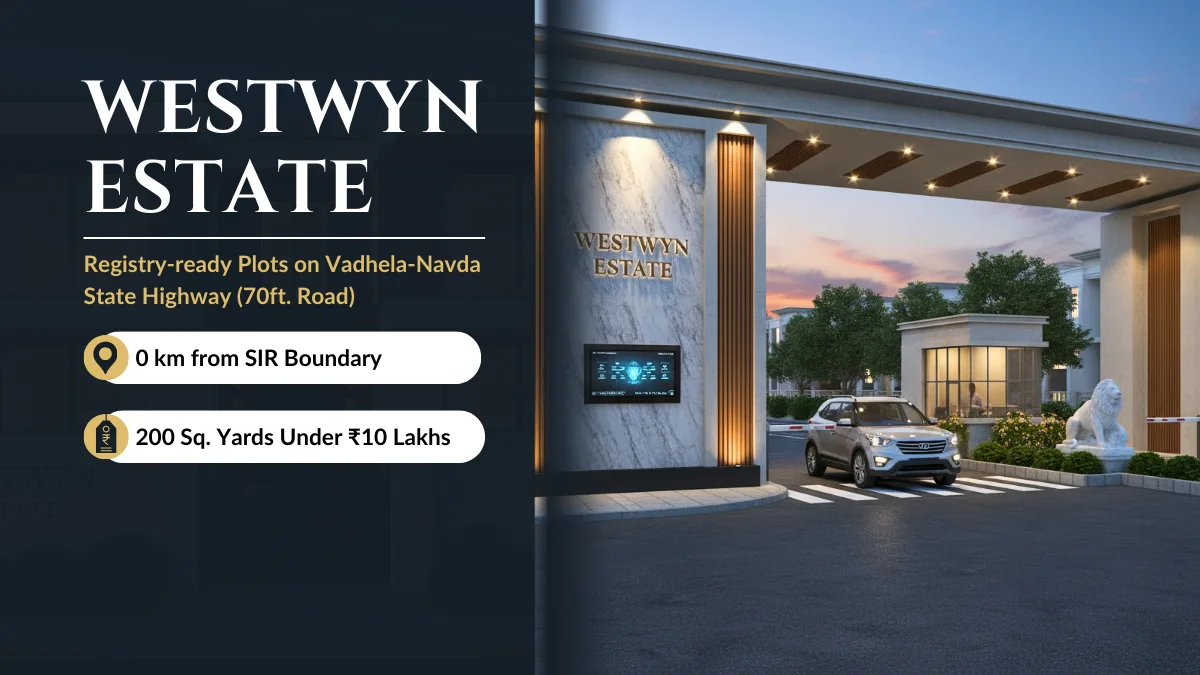 WESTWYN
ESTATE
Registry-ready Plots on Vadhela-Navda
State Highway (70ft. Road)
0 km from SIR Boundary
200 Sq. Yards Under ₹10 Lakhs
WESTWYN
ESTATE